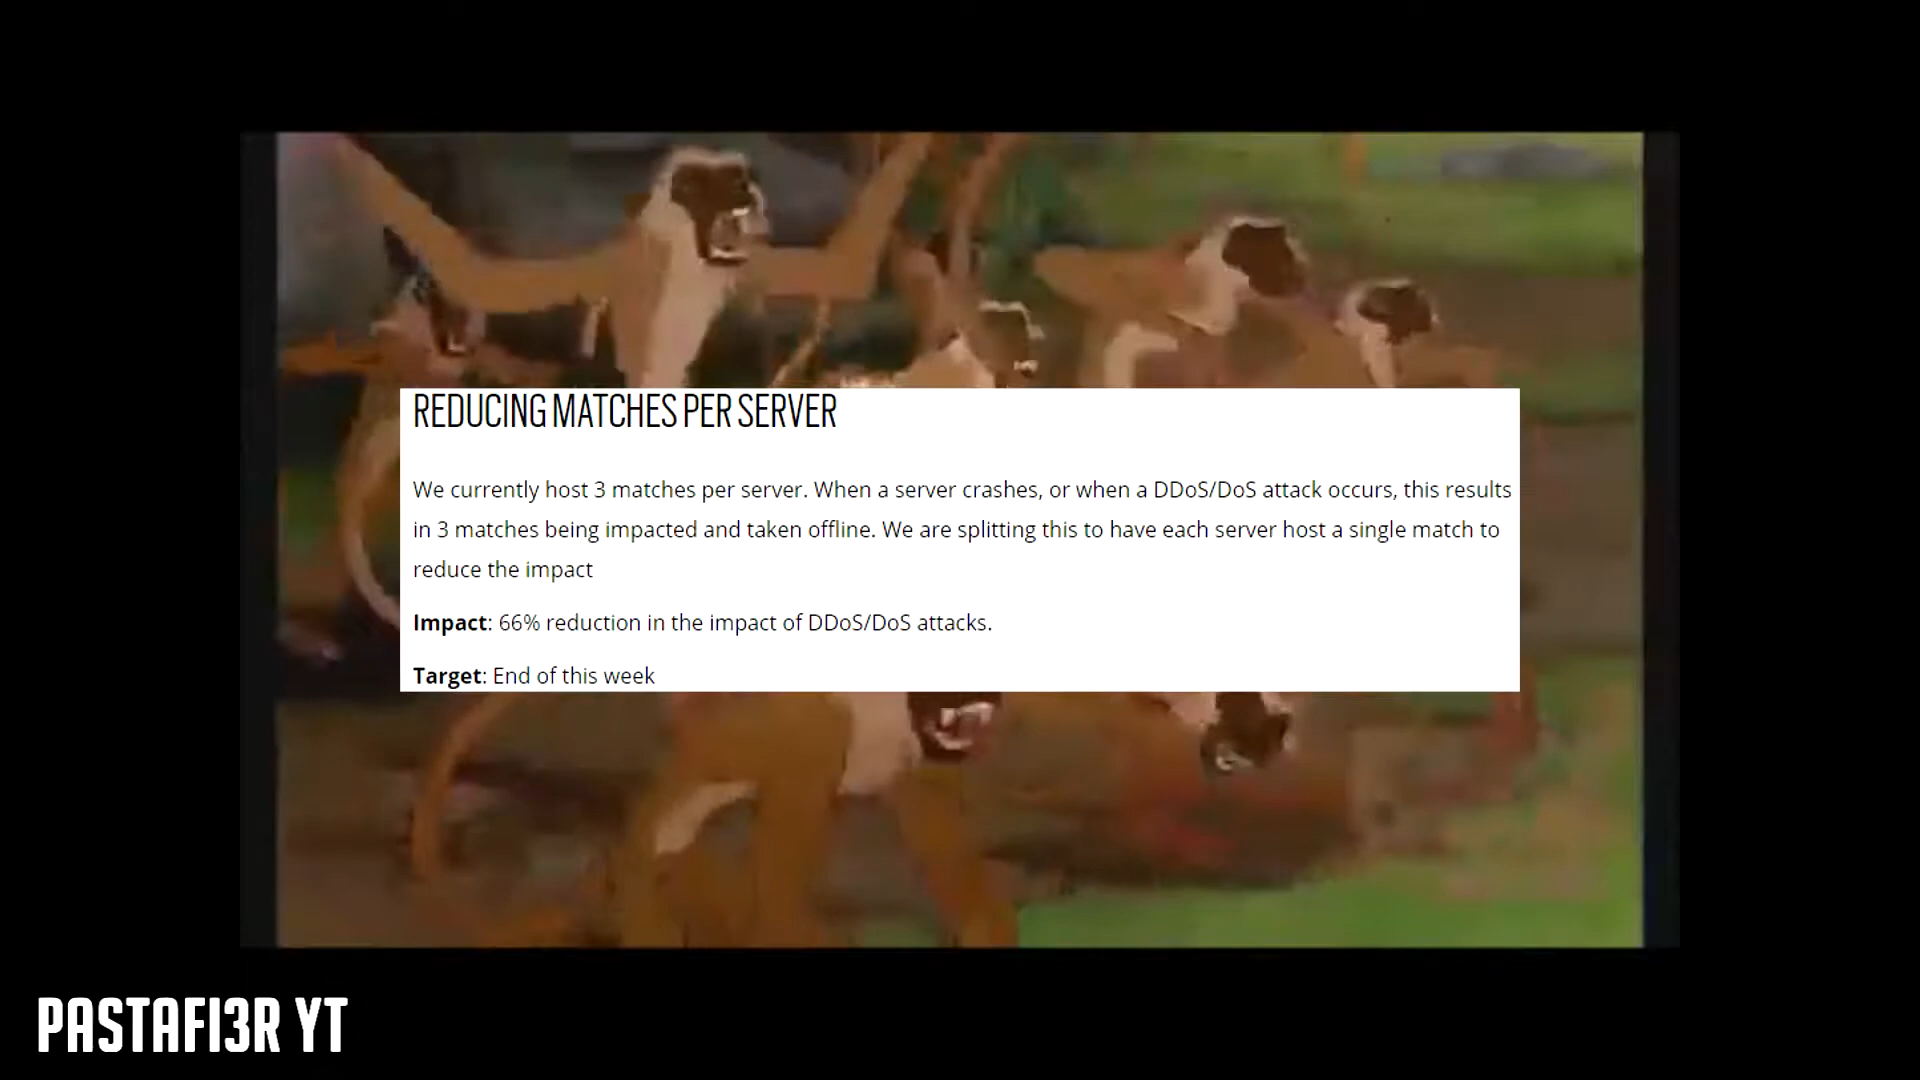 REDUCING MATCHES PER SERVER
We currently host 3 matches per server. When a server crashes, or when a DDoS/DoS attack occurs, this results
in 3 matches being impacted and taken offline. We are splitting this to have each server host a single match to
reduce the impact
Impact: 66% reduction in the impact of DDoS/DoS attacks.
Target: End of this week
PASTAFI3R YT